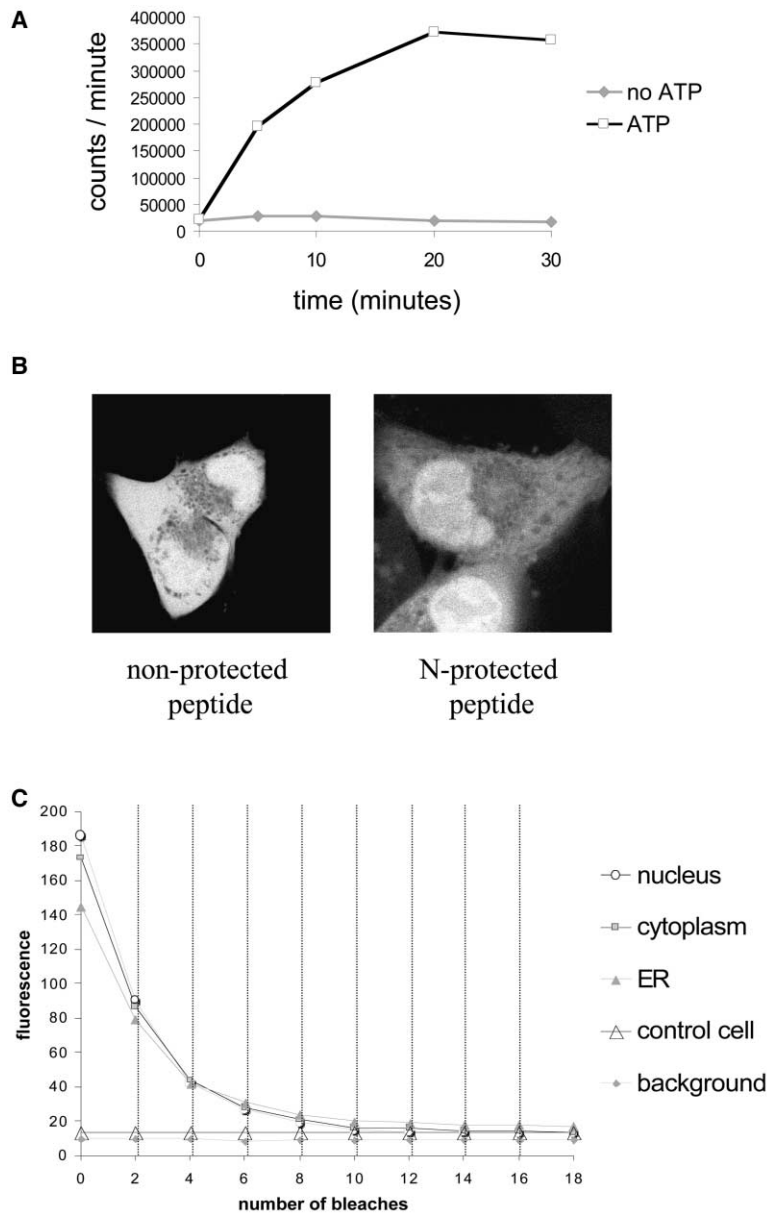 A
400000
350000
300000
250000
200000
150000
100000
50000
0
counts / minute
0 10 20 30
time (minutes)
no ATP
ATP
B
non-protected
peptide
N-protected
peptide
C
200
180
160
140
120
100
80
60
40
20
0
fluorescence
0 2 4 6 8 10 12 14 16 18
number of bleaches
nucleus
cytoplasm
ER
control cell
background